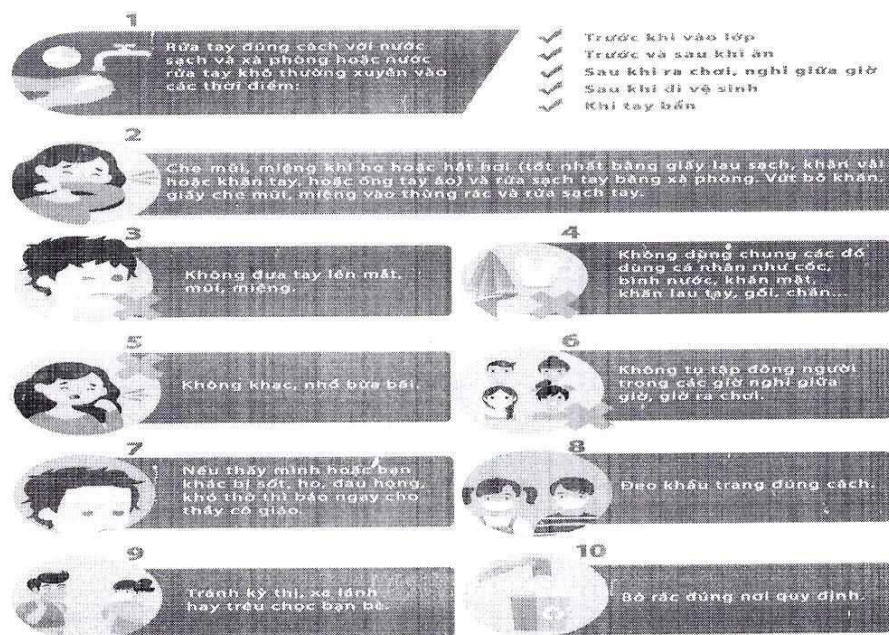 1
Rửa tay đúng cách với nước
sạch và xà phòng hoặc nước
rửa tay khô thường xuyên vào
các thời điểm:
Trước khi vào lớp
Trước và sau khi ăn
Sau khi ra chơi, nghỉ giữa giờ
Sau khi đi vệ sinh
Khi tay bẩn
2
Che mũi, miệng khi ho hoặc hắt hơi (tốt nhất bằng giấy lau sạch, khăn vải
hoặc khăn tay, hoặc ống tay áo) và rửa sạch tay bằng xà phòng. Vứt bỏ khăn,
giấy che mũi, miệng vào thùng rác và rửa sạch tay.
3
Không đưa tay lên mắt,
mũi, miệng.
4
Không dùng chung các đồ
dùng cá nhân như cốc,
bình nước, khăn mặt,
khăn lau tay, gối, chăn...
5
Không khạc, nhổ bừa bãi.
6
Không tụ tập đông người
trong các giờ nghỉ giữa
giờ, giờ ra chơi.
7
Nếu thấy mình hoặc bạn
khác bị sốt, ho, đau họng,
khó thở thì báo ngay cho
thầy cô giáo.
8
Đeo khẩu trang đúng cách.
9
Tránh kỳ thị, xa lánh
hay trêu chọc bạn bè.
10
Bỏ rác đúng nơi quy định.